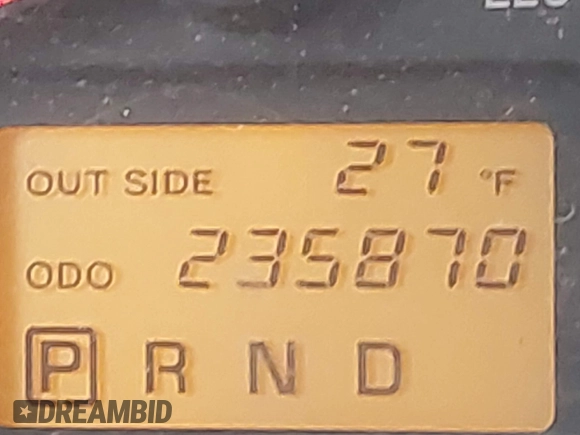 OUT SIDE 27 °F
ODO 235870
P R N D
DREAMBID